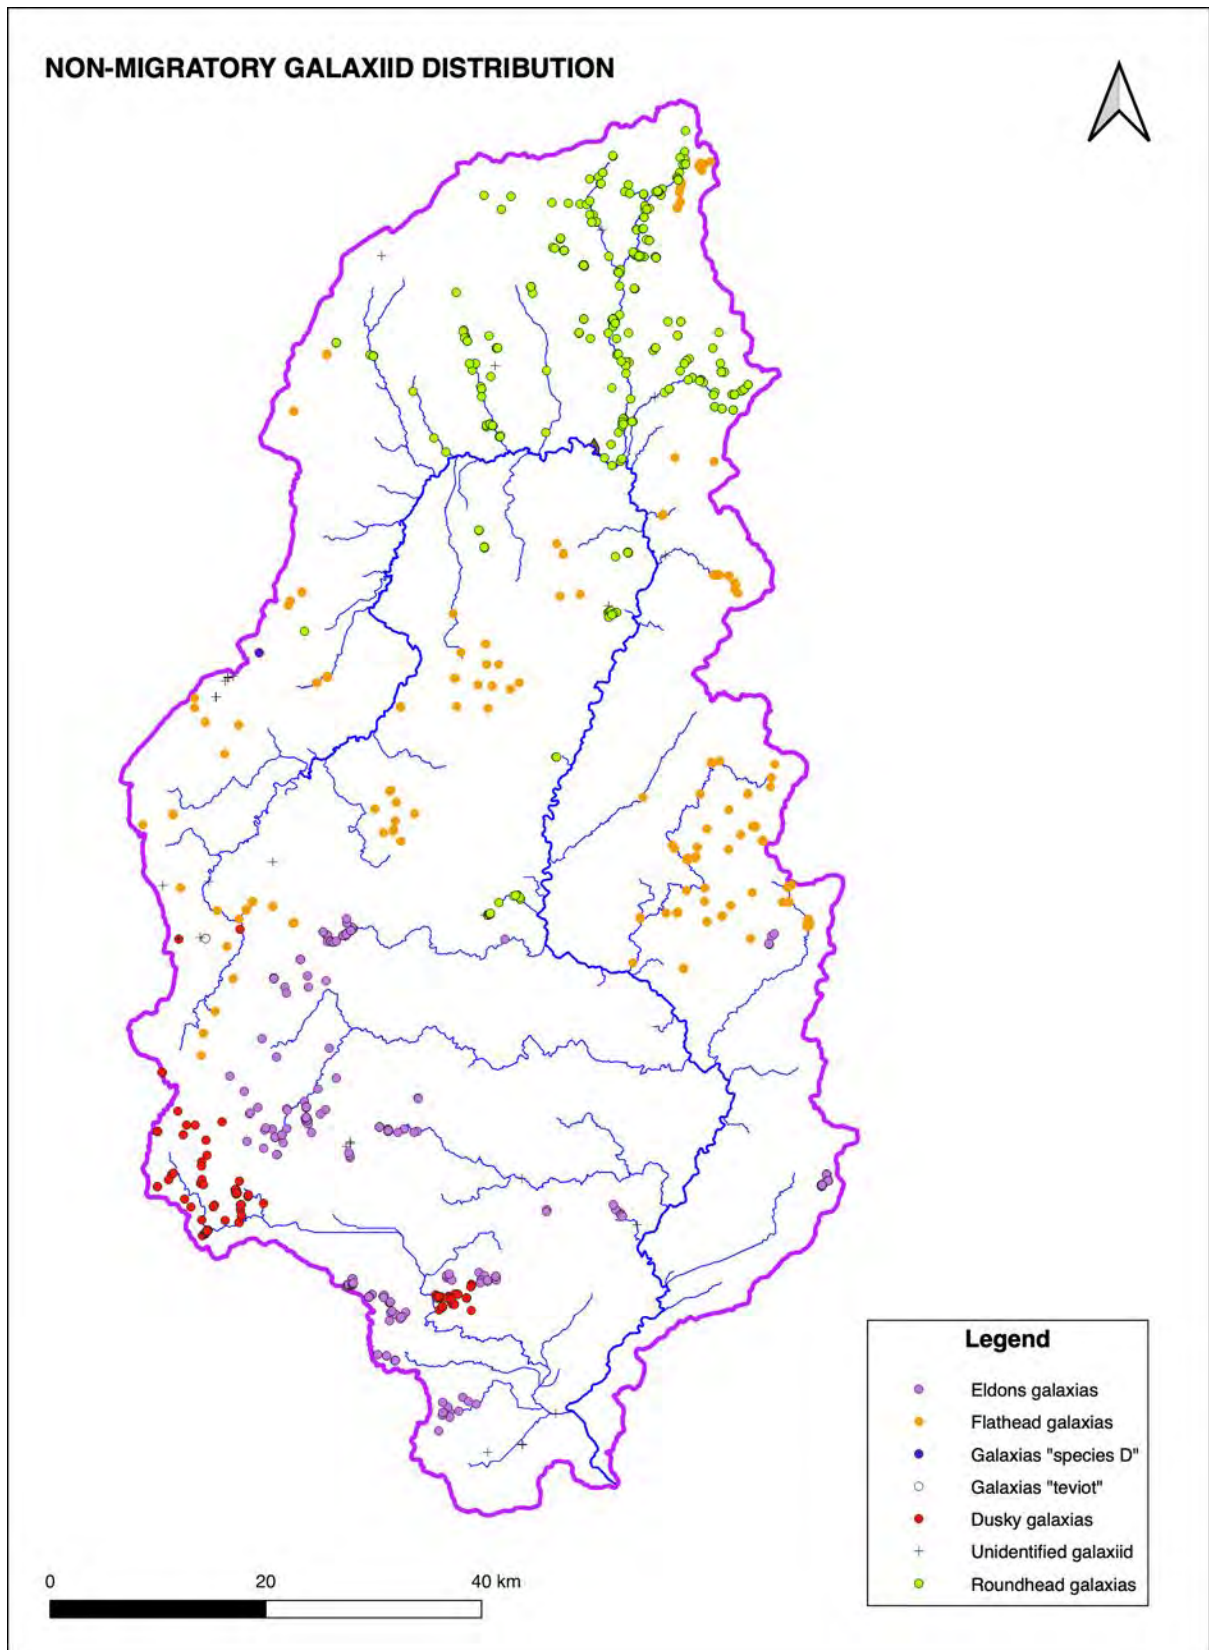 NON-MIGRATORY GALAXIID DISTRIBUTION
Legend
Eldons galaxias
Flathead galaxias
Galaxias "species D"
Galaxias "teviot"
Dusky galaxias
Unidentified galaxiid
Roundhead galaxias
0 20 40 km